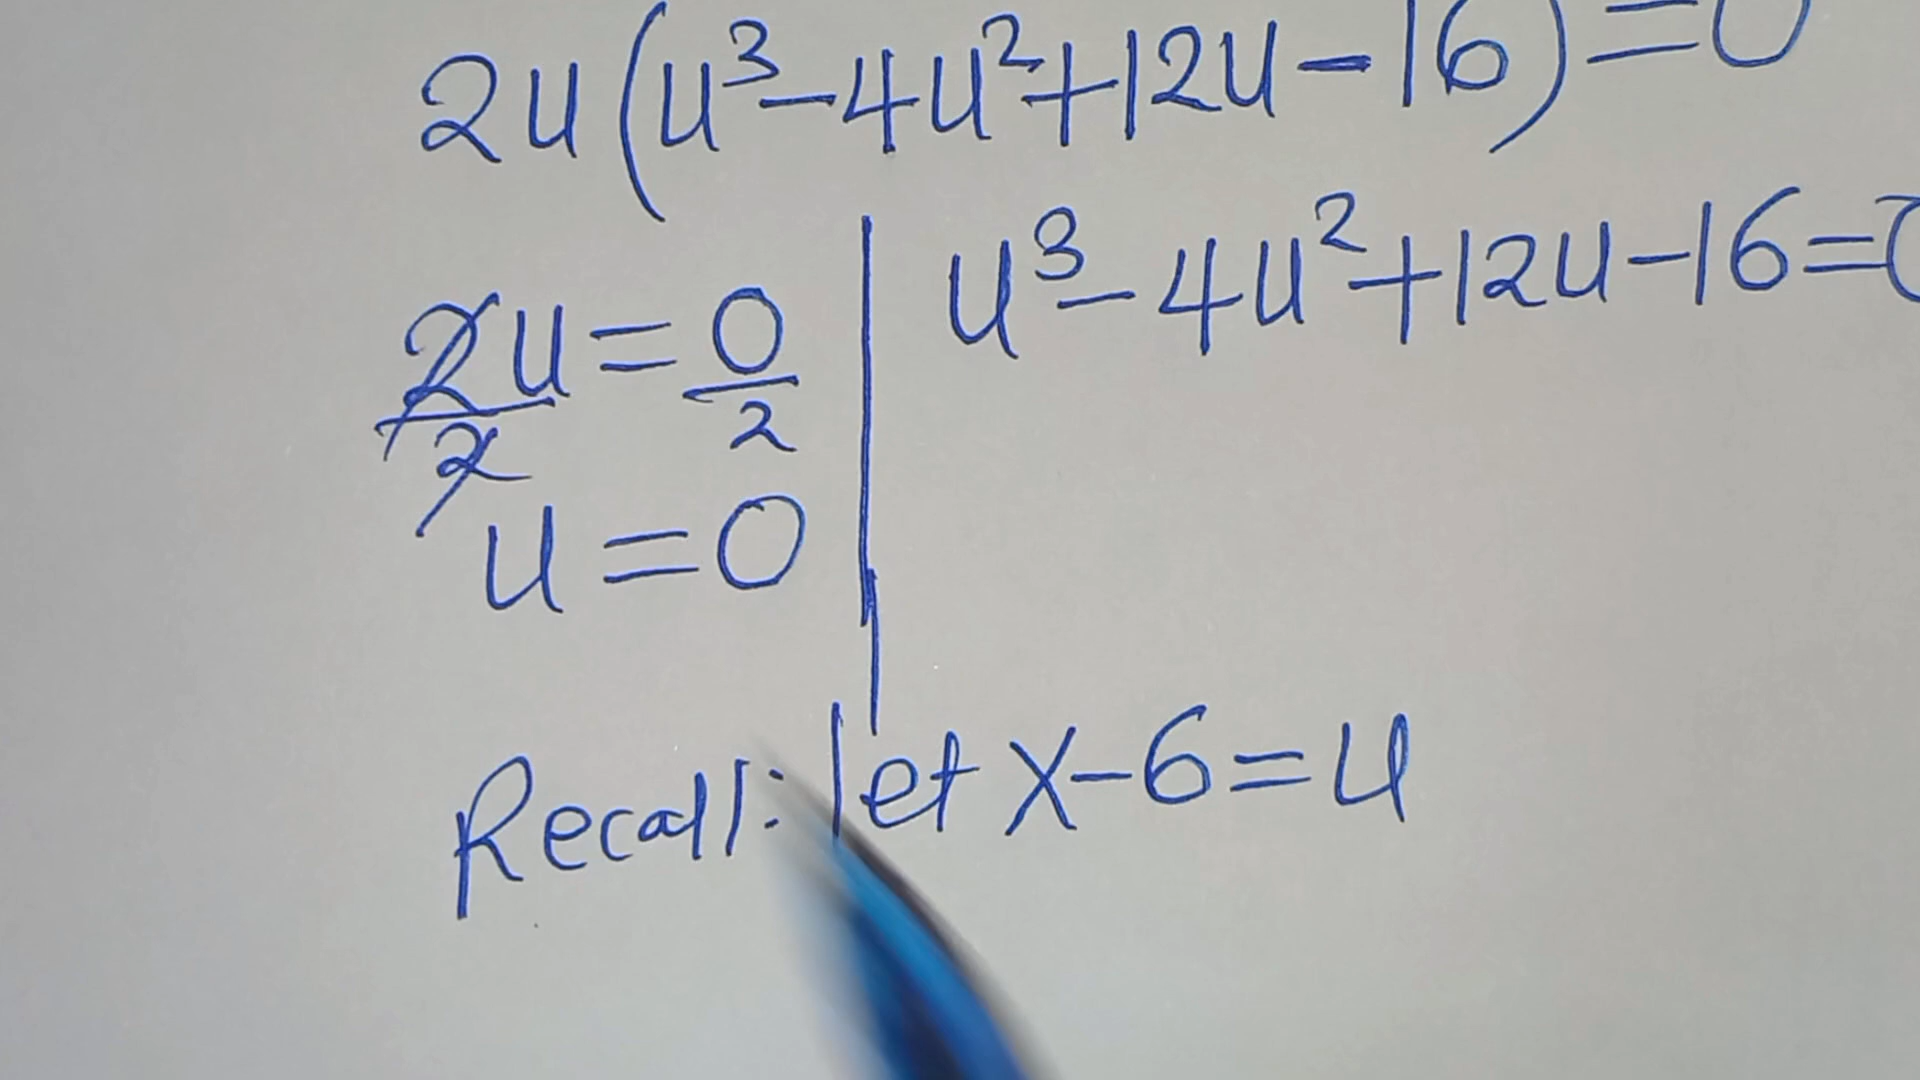 2u(u³-4u²+12u-16)=0
u³-4u²+12u-16=0
2u/2=0/2
u=0
Recall: let x-6=u